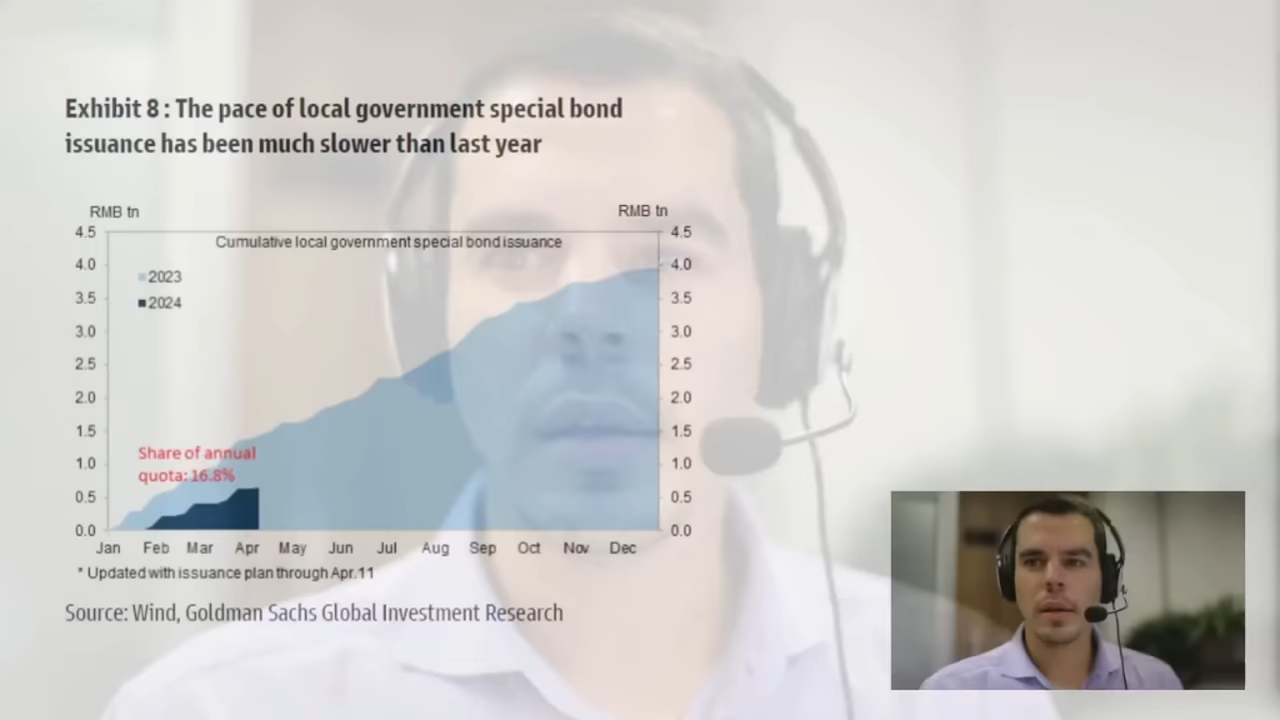 Exhibit 8 : The pace of local government special bond
issuance has been much slower than last year
RMB tn
RMB tn
Cumulative local government special bond issuance
2023
2024
4.5
4.0
3.5
3.0
2.5
2.0
1.5
1.0
0.5
0.0
4.5
4.0
3.5
3.0
2.5
2.0
1.5
1.0
0.5
0.0
Share of annual
quota: 16.8%
Jan Feb Mar Apr May Jun Jul Aug Sep Oct Nov Dec
* Updated with issuance plan through Apr.11
Source: Wind, Goldman Sachs Global Investment Research